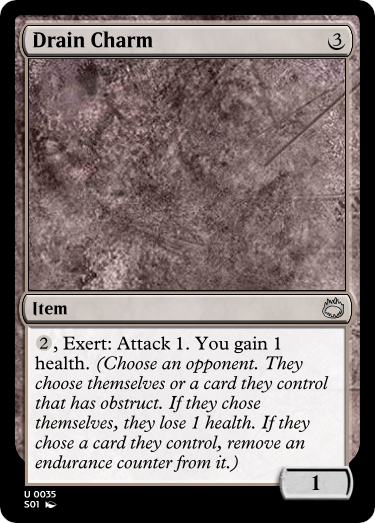 Drain Charm 3
Item
2, Exert: Attack 1. You gain 1
health. (Choose an opponent. They
choose themselves or a card they control
that has obstruct. If they chose
themselves, they lose 1 health. If they
chose a card they control, remove an
endurance counter from it.)
1
U 0035
S01